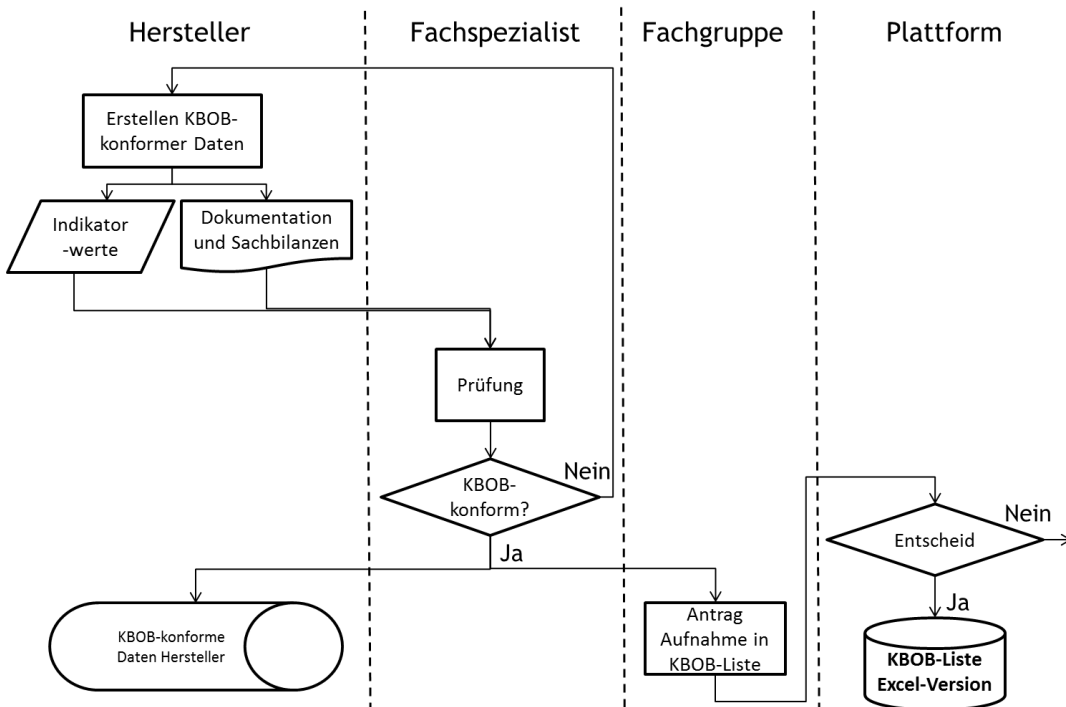 Hersteller
Fachspezialist
Fachgruppe
Plattform
Erstellen KBOB-
konformer Daten
Indikator
-werte
Dokumentation
und Sachbilanzen
Prüfung
KBOB-
konform?
Nein
Ja
KBOB-konforme
Daten Hersteller
Antrag
Aufnahme in
KBOB-Liste
Entscheid
Nein
Ja
KBOB-Liste
Excel-Version